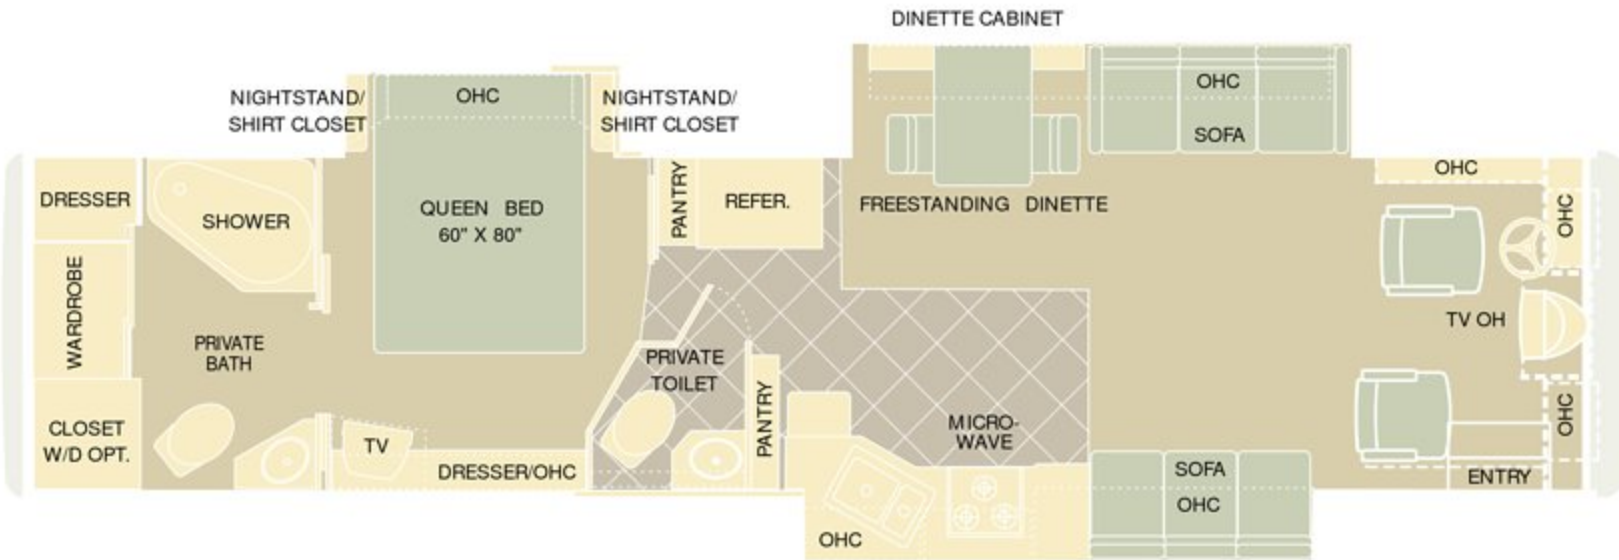 DINETTE CABINET
NIGHTSTAND/
SHIRT CLOSET
OHC
NIGHTSTAND/
SHIRT CLOSET
OHC
SOFA
DRESSER
SHOWER
QUEEN BED
60" X 80"
PANTRY
REFER.
FREESTANDING DINETTE
OHC
OHC
WARDROBE
PRIVATE
BATH
PRIVATE
TOILET
TV OH
CLOSET
W/D OPT.
TV
DRESSER/OHC
PANTRY
MICRO-
WAVE
OHC
SOFA
OHC
ENTRY
OHC